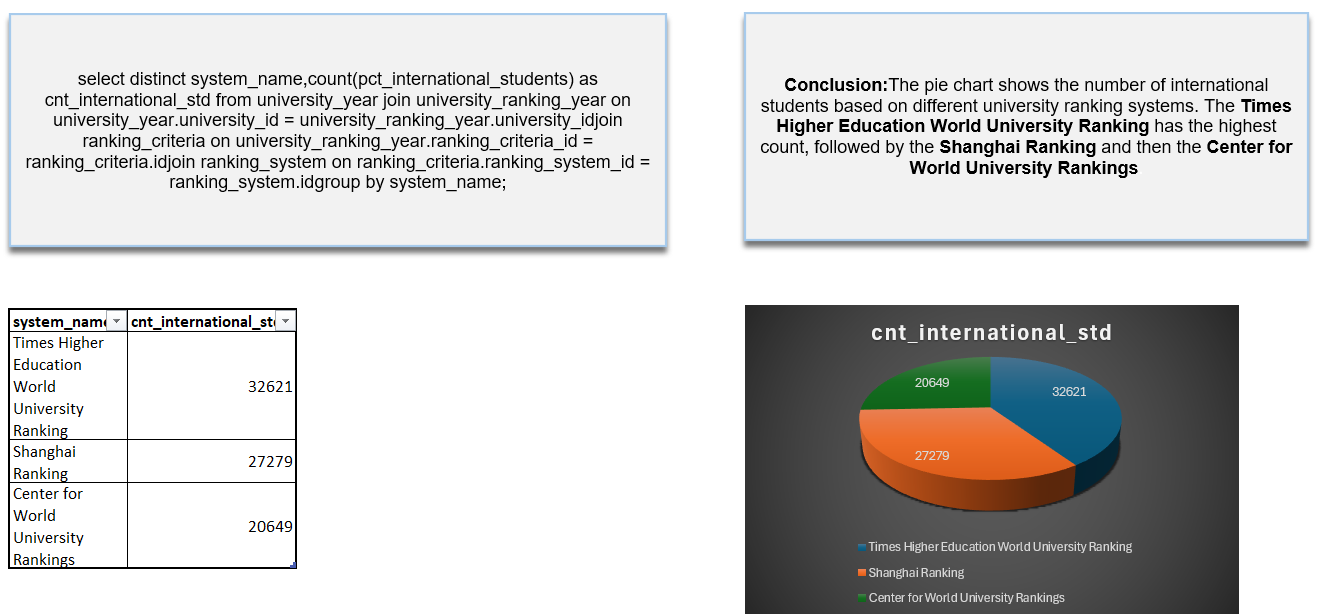 select distinct system_name,count(pct_international_students) as
cnt_international_std from university_year join university_ranking_year on
university_year.university_id = university_ranking_year.university_idjoin
ranking_criteria on university_ranking_year.ranking_criteria_id =
ranking_criteria.idjoin ranking_system on ranking_criteria.ranking_system_id =
ranking_system.idgroup by system_name;
Conclusion:The pie chart shows the number of international
students based on different university ranking systems. The Times
Higher Education World University Ranking has the highest
count, followed by the Shanghai Ranking and then the Center for
World University Rankings
system_name cnt_international_st
Times Higher
Education
World
University
Ranking
32621
Shanghai
Ranking
27279
Center for
World
University
Rankings
20649
cnt_international_std
20649
32621
27279
Times Higher Education World University Ranking
Shanghai Ranking
Center for World University Rankings